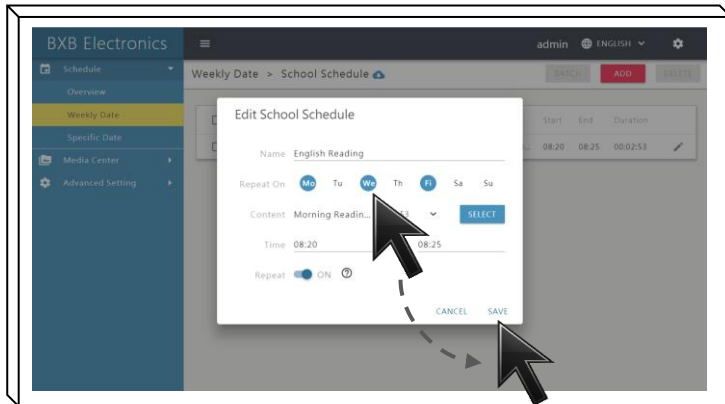 BXB Electronics
admin ENGLISH
Schedule
Weekly Date > School Schedule
BATCH ADD DELETE
Overview
Weekly Date
Specific Date
Media Center
Advanced Setting
Start End Duration
08:20 08:25 00:02:53
Edit School Schedule
Name English Reading
Repeat On Mo Tu We Th Fi Sa Su
Content Morning Readin... SELECT
Time 08:20 08:25
Repeat ON
CANCEL SAVE